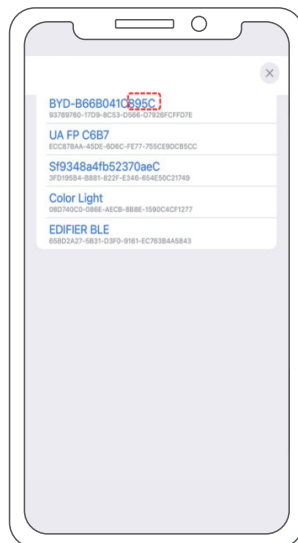 BYD-B66B041C895C
93789760-17D9-8C53-D566-D7926FCFFD7E
UA FP C6B7
ECC878AA-45DE-6D6C-FE77-755CE9DCB5CC
Sf9348a4fb52370aeC
3FD195B4-B881-822F-E346-654E50C21749
Color Light
08D740C0-086E-AECB-8B8E-1590C4CF1277
EDIFIER BLE
65BD2A27-5B31-D3F0-9161-EC763B4A5843